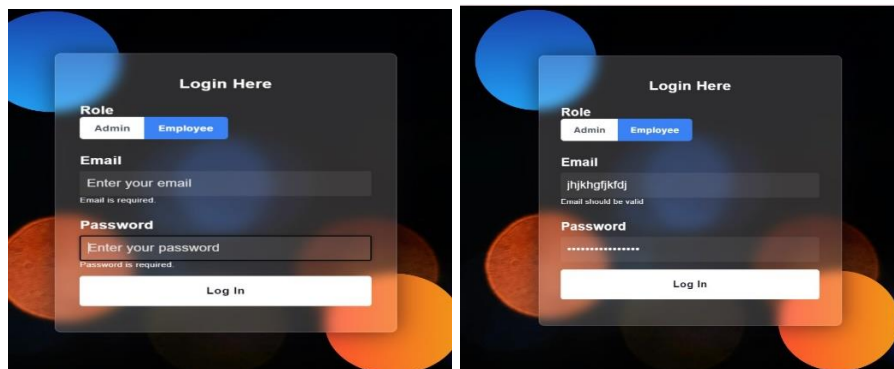 Login Here
Role
Admin Employee
Email
Enter your email
Email is required.
Password
Enter your password
Password is required.
Log In
Login Here
Role
Admin Employee
Email
jhjkhgfjkfdj
Email should be valid
Password
••••••••••••••••
Log In